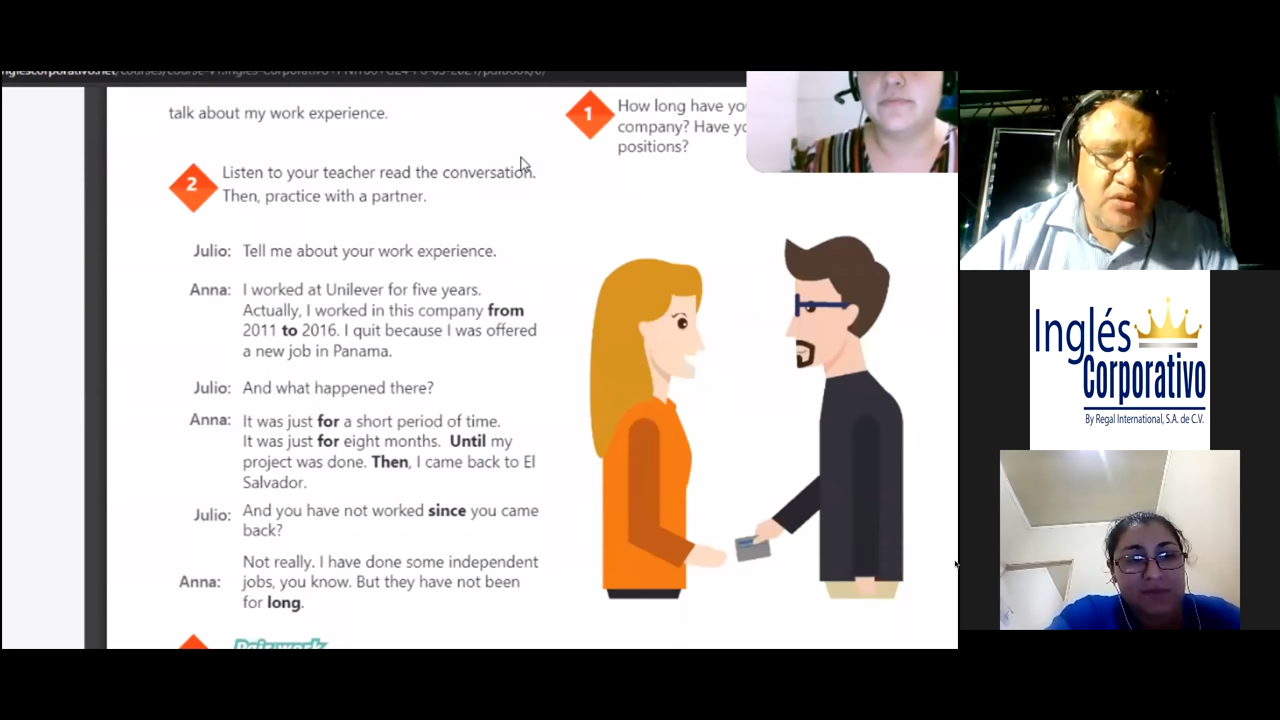 talk about my work experience.
1
How long have
company? Have
positions?
2
Listen to your teacher read the conversation.
Then, practice with a partner.
Julio: Tell me about your work experience.
Anna: I worked at Unilever for five years.
Actually, I worked in this company from
2011 to 2016. I quit because I was offered
a new job in Panama.
Julio: And what happened there?
Anna: It was just for a short period of time.
It was just for eight months. Until my
project was done. Then, I came back to El
Salvador.
Julio: And you have not worked since you came
back?
Anna: Not really. I have done some independent
jobs, you know. But they have not been
for long.
Inglés
Corporativo
By Regal International, S.A. de C.V.